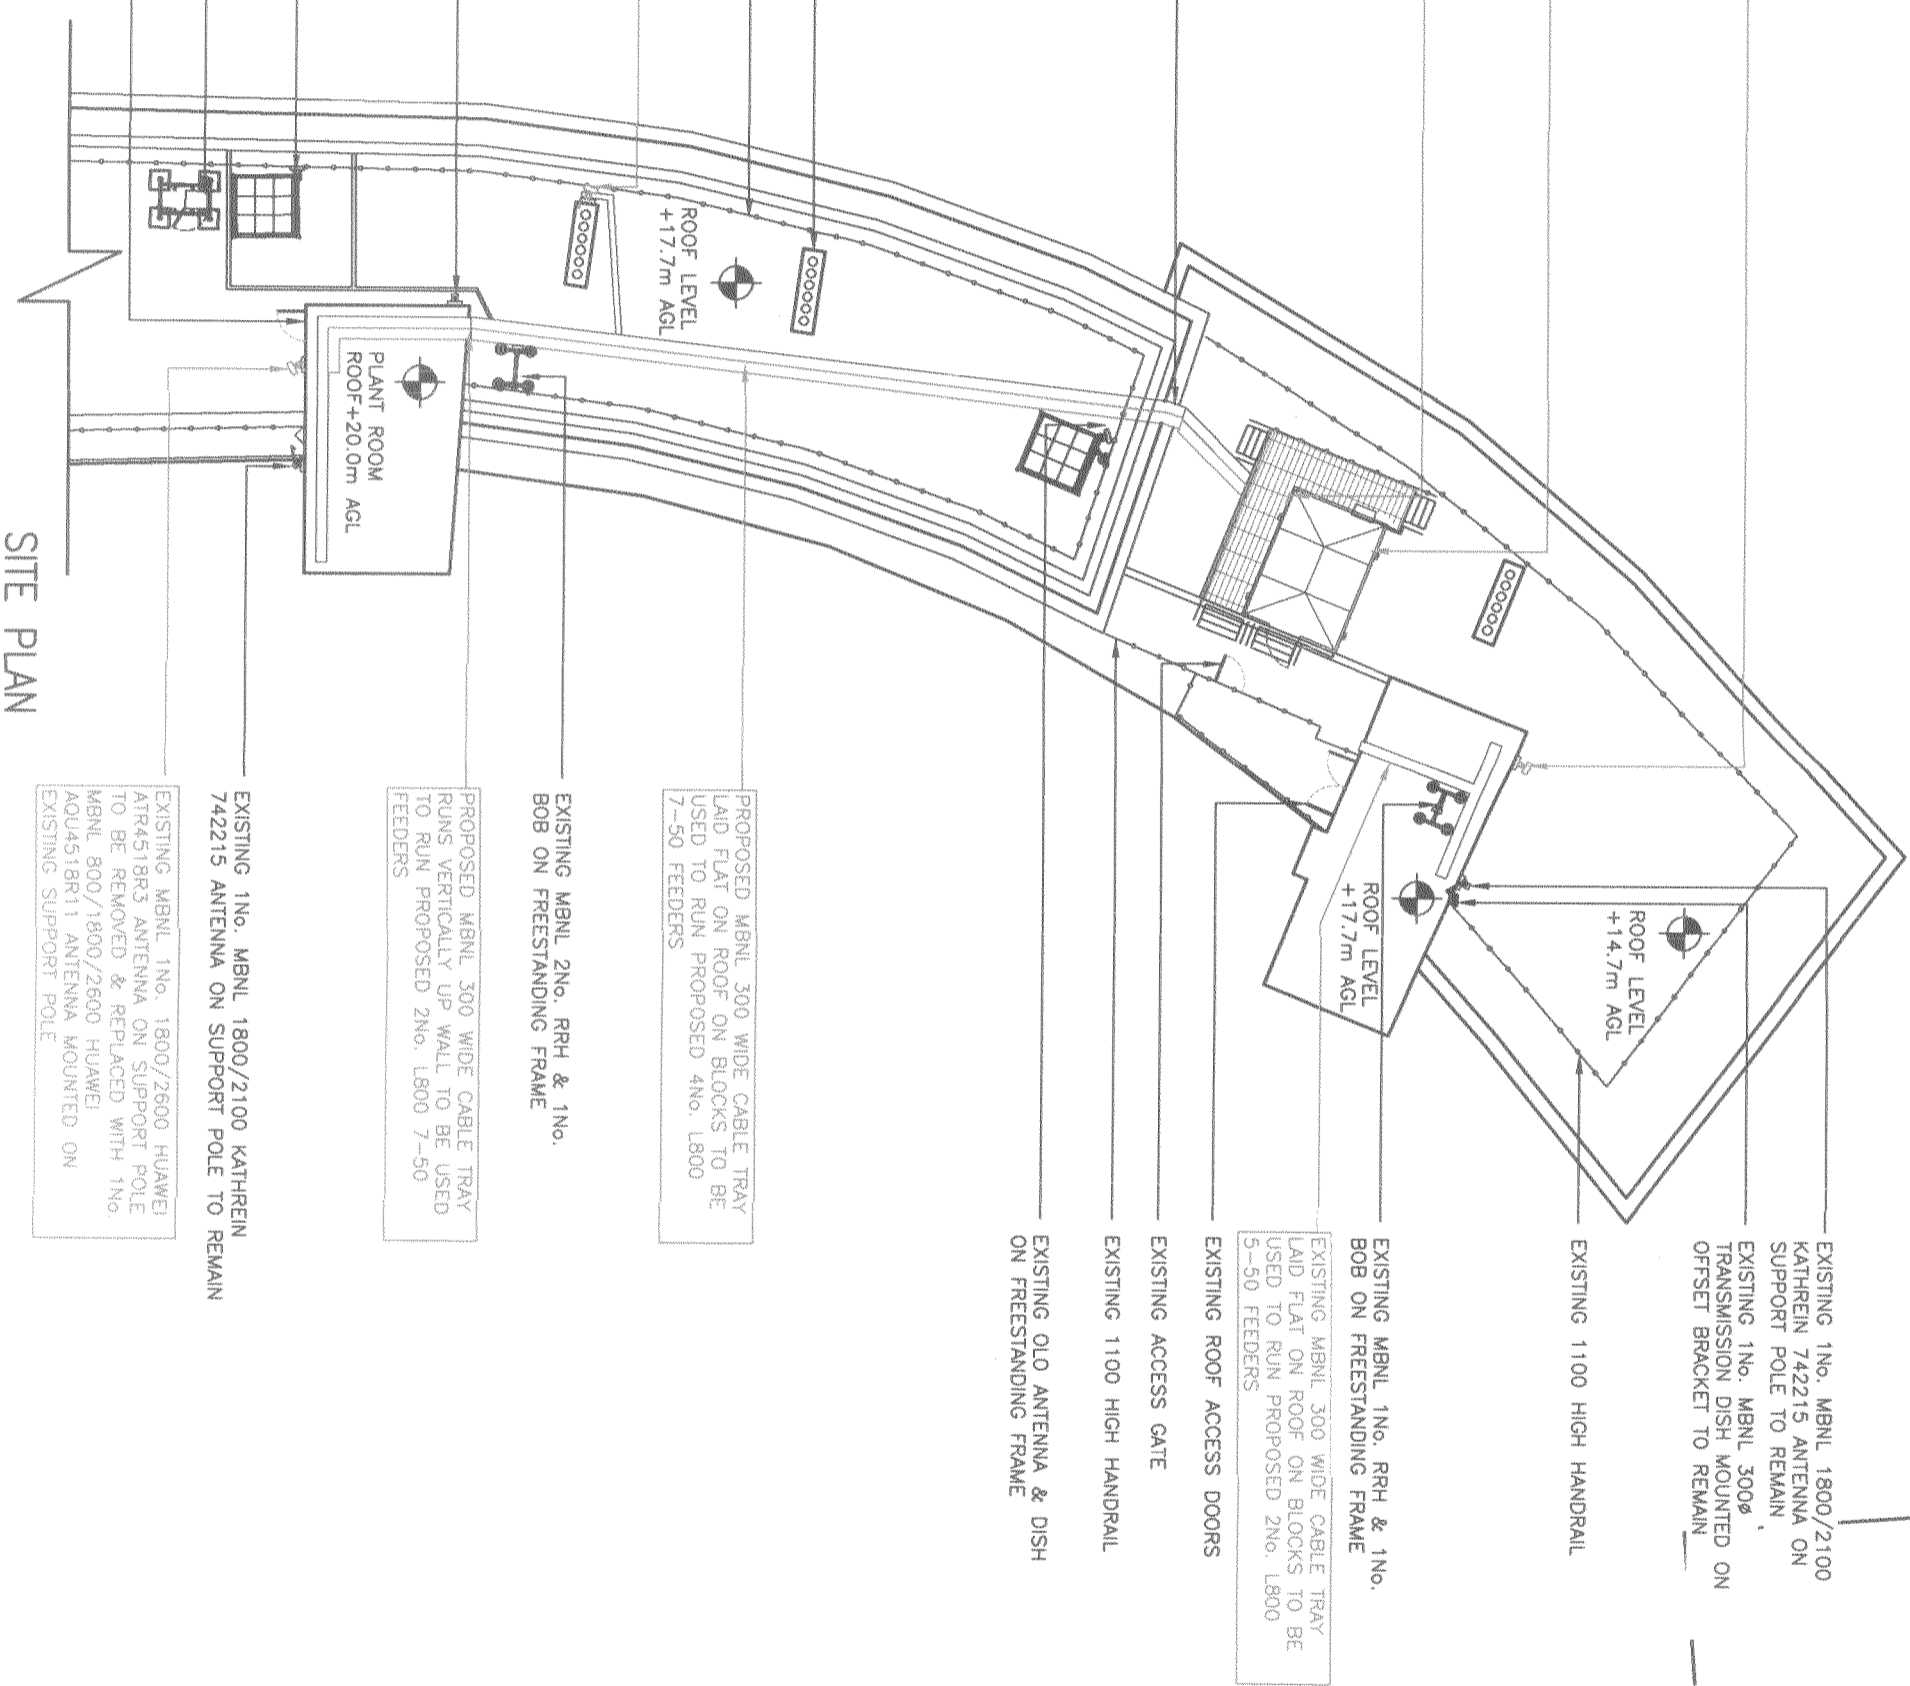 EXISTING 1No. MBNL 1800/2100
KATHREIN 742215 ANTENNA ON
SUPPORT POLE TO REMAIN
EXISTING 1No. MBNL 300ø
TRANSMISSION DISH MOUNTED ON
OFFSET BRACKET TO REMAIN
EXISTING 1100 HIGH HANDRAIL
EXISTING MBNL 1No. RRH & 1No.
BOB ON FREESTANDING FRAME
EXISTING MBNL 300 WIDE CABLE TRAY
LAID FLAT ON ROOF ON BLOCKS TO BE
USED TO RUN PROPOSED 2No. L800
5-50 FEEDERS
EXISTING ROOF ACCESS DOORS
EXISTING ACCESS GATE
EXISTING 1100 HIGH HANDRAIL
EXISTING OLO ANTENNA & DISH
ON FREESTANDING FRAME
ROOF LEVEL
+14.7m AGL
ROOF LEVEL
+17.7m AGL
ROOF LEVEL
+17.7m AGL
PLANT ROOM
ROOF+20.0m AGL
PROPOSED MBNL 300 WIDE CABLE TRAY
LAID FLAT ON ROOF ON BLOCKS TO BE
USED TO RUN PROPOSED 4No. L800
7-50 FEEDERS
EXISTING MBNL 2No. RRH & 1No.
BOB ON FREESTANDING FRAME
PROPOSED MBNL 300 WIDE CABLE TRAY
RUNS VERTICALLY UP WALL TO BE USED
TO RUN PROPOSED 2No. L800 7-50
FEEDERS
EXISTING 1No. MBNL 1800/2100 KATHREIN
742215 ANTENNA ON SUPPORT POLE TO REMAIN
EXISTING MBNL 1No. 1800/2600 HUAWEI
ATR4518R3 ANTENNA ON SUPPORT POLE
TO BE REMOVED & REPLACED WITH 1No.
MBNL 800/1800/2600 HUAWEI
AQU4518R11 ANTENNA MOUNTED ON
EXISTING SUPPORT POLE
SITE PLAN